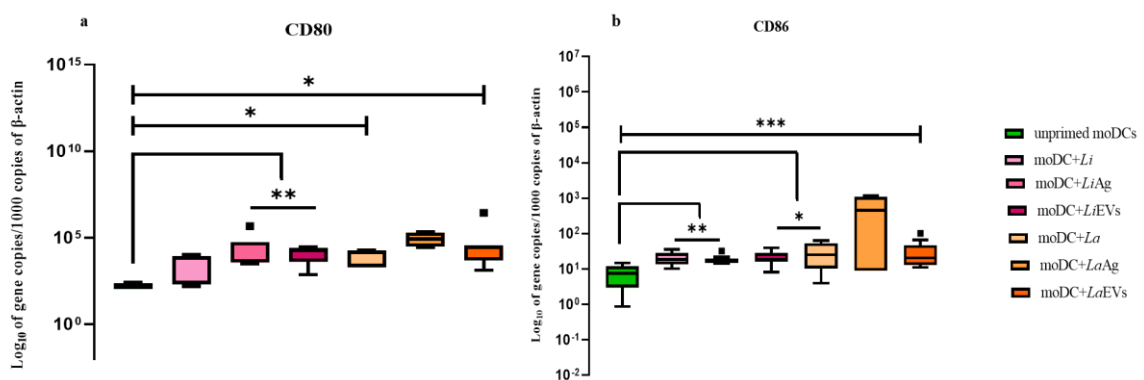 a
CD80
Log₁₀ of gene copies/1000 copies of β-actin
10¹⁵
10¹⁰
10⁵
10⁰
*
*
**
b
CD86
Log₁₀ of gene copies/1000 copies of β-actin
10⁷
10⁶
10⁵
10⁴
10³
10²
10¹
10⁰
10⁻¹
10⁻²
***
**
*
unprimed moDCs
moDC+Li
moDC+LiAg
moDC+LiEVs
moDC+La
moDC+LaAg
moDC+LaEVs